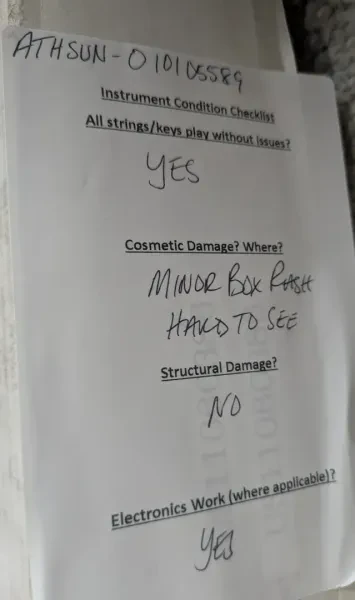 ATHSUN-010105589
Instrument Condition Checklist
All strings/keys play without issues?
YES
Cosmetic Damage? Where?
MINOR BOX RASH
HARD TO SEE
Structural Damage?
NO
Electronics Work (where applicable)?
YES